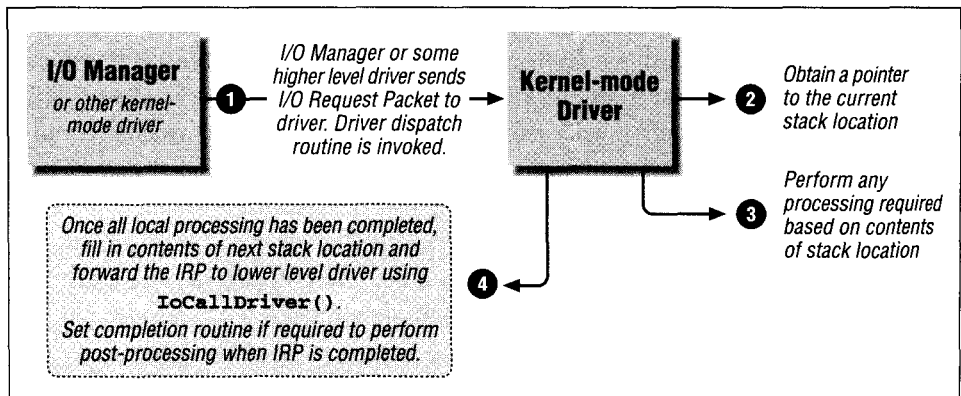 I/O Manager
or other kernel-
mode driver
1
I/O Manager or some
higher level driver sends
I/O Request Packet to
driver. Driver dispatch
routine is invoked.
Kernel-mode
Driver
2
Obtain a pointer
to the current
stack location
3
Perform any
processing required
based on contents
of stack location
Once all local processing has been completed,
fill in contents of next stack location and
forward the IRP to lower level driver using
IoCallDriver().
Set completion routine if required to perform
post-processing when IRP is completed.
4